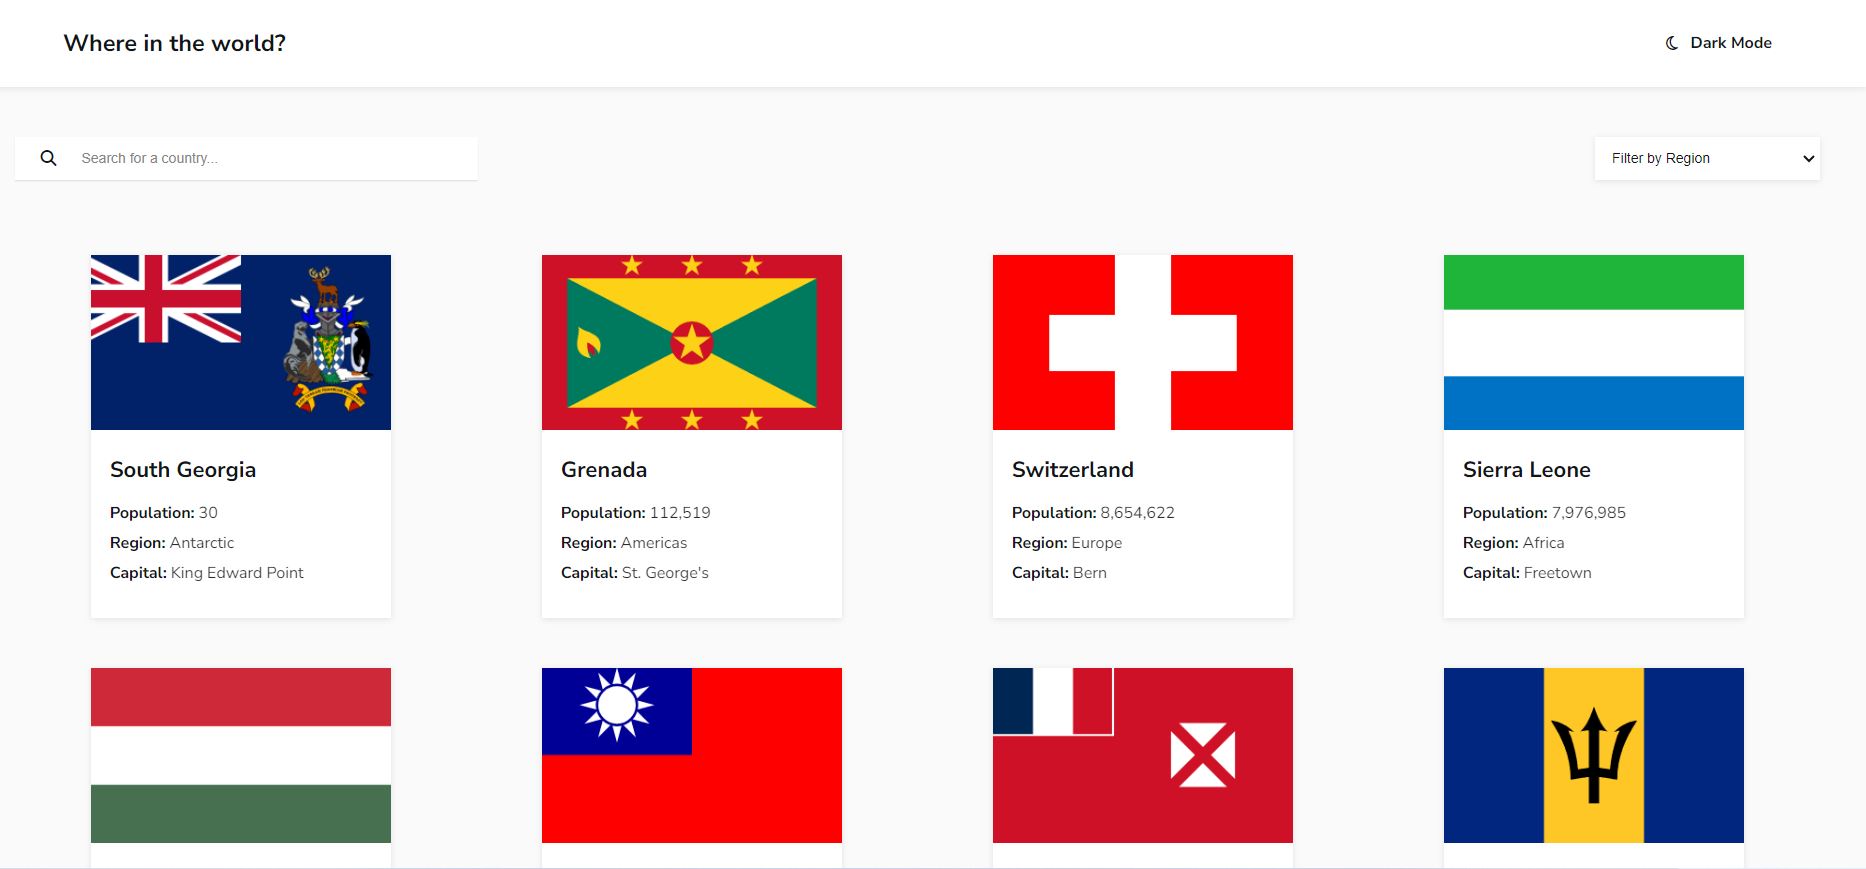 Where in the world?
Dark Mode
Search for a country...
Filter by Region
South Georgia
Population: 30
Region: Antarctic
Capital: King Edward Point
Grenada
Population: 112,519
Region: Americas
Capital: St. George's
Switzerland
Population: 8,654,622
Region: Europe
Capital: Bern
Sierra Leone
Population: 7,976,985
Region: Africa
Capital: Freetown